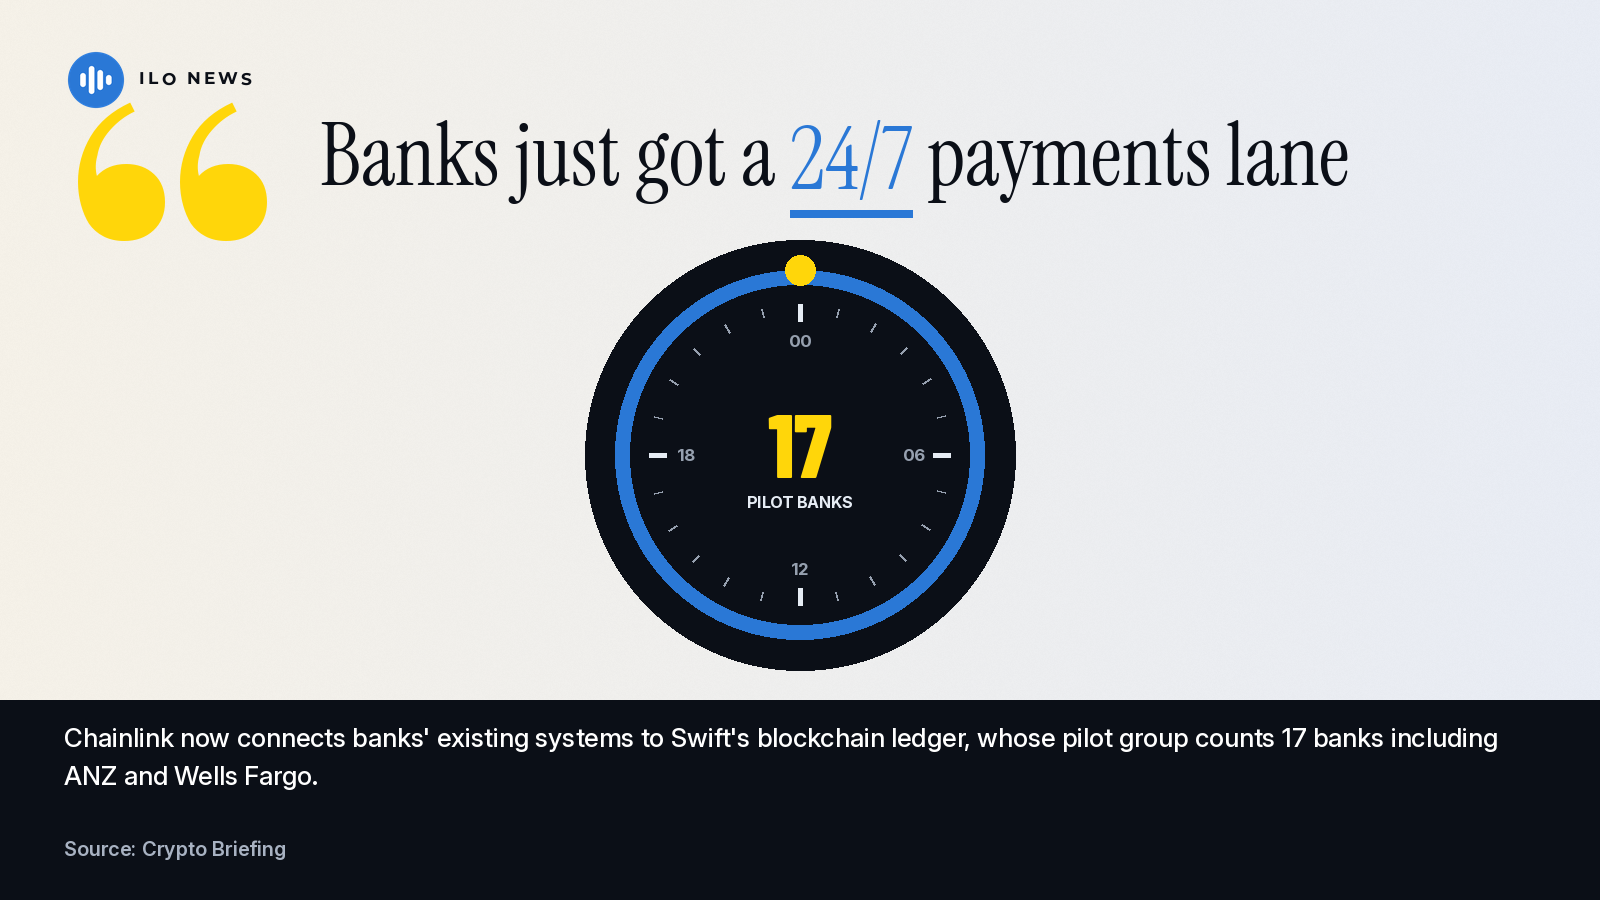 ILO NEWS
Banks just got a 24/7 payments lane
00
18
06
17
PILOT BANKS
12
Chainlink now connects banks' existing systems to Swift's blockchain ledger, whose pilot group counts 17 banks including
ANZ and Wells Fargo.
Source: Crypto Briefing